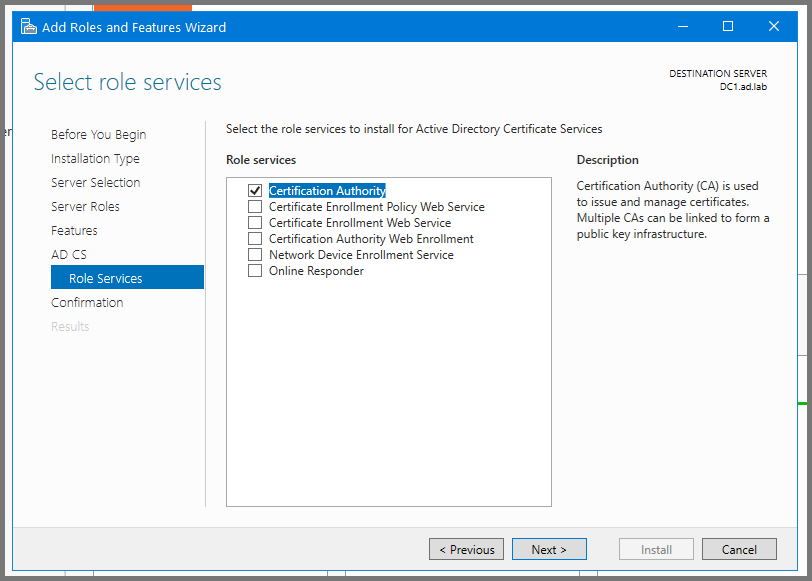 Add Roles and Features Wizard
Select role services
DESTINATION SERVER
DC1.ad.lab
Before You Begin
Installation Type
Server Selection
Server Roles
Features
AD CS
Role Services
Confirmation
Results
Select the role services to install for Active Directory Certificate Services
Role services
Certification Authority
Certificate Enrollment Policy Web Service
Certificate Enrollment Web Service
Certification Authority Web Enrollment
Network Device Enrollment Service
Online Responder
Description
Certification Authority (CA) is used
to issue and manage certificates.
Multiple CAs can be linked to form a
public key infrastructure.
< Previous
Next >
Install
Cancel